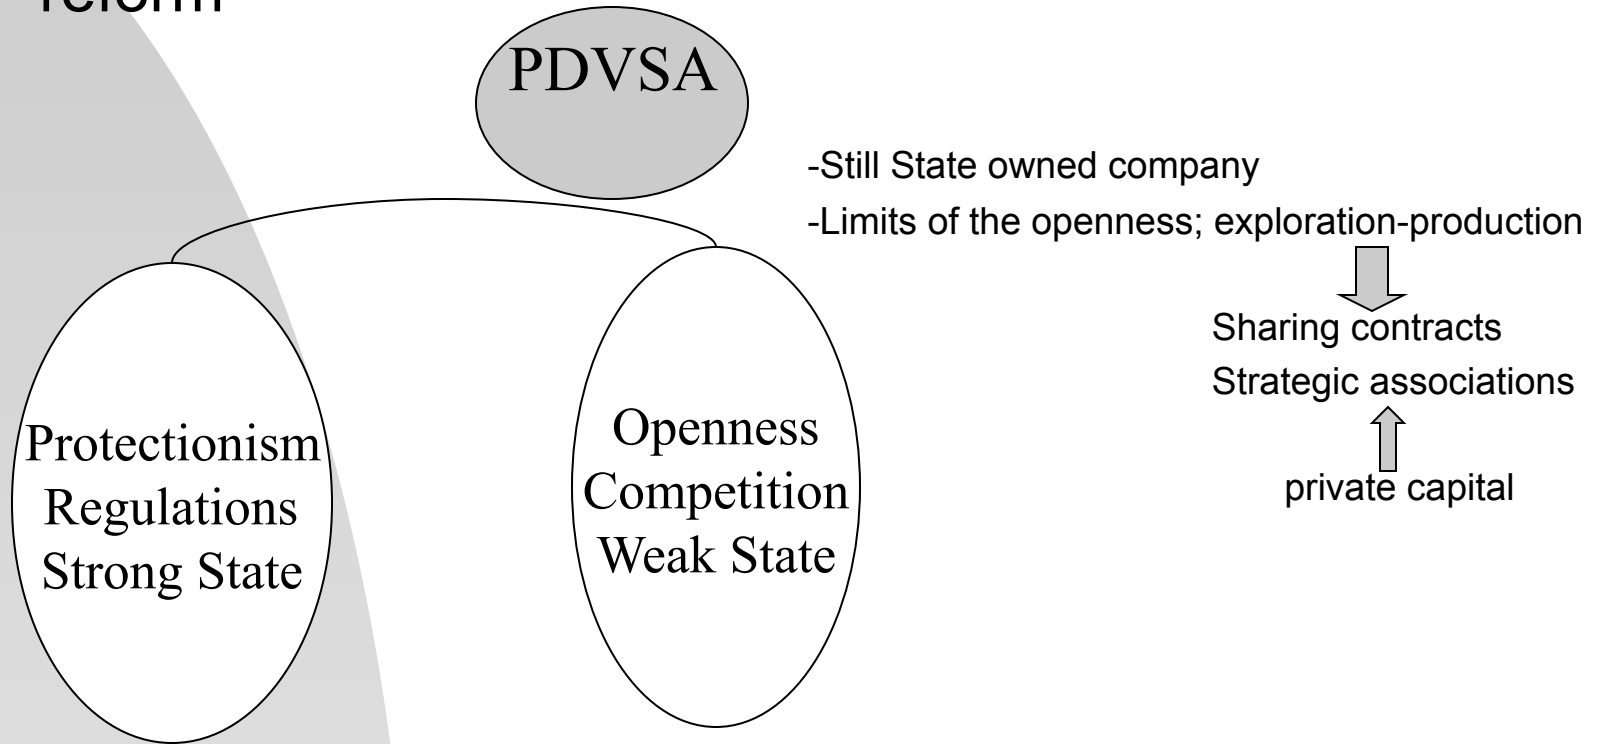 reform
PDVSA
-Still State owned company
-Limits of the openness; exploration-production
Sharing contracts
Strategic associations
private capital
Protectionism
Regulations
Strong State
Openness
Competition
Weak State